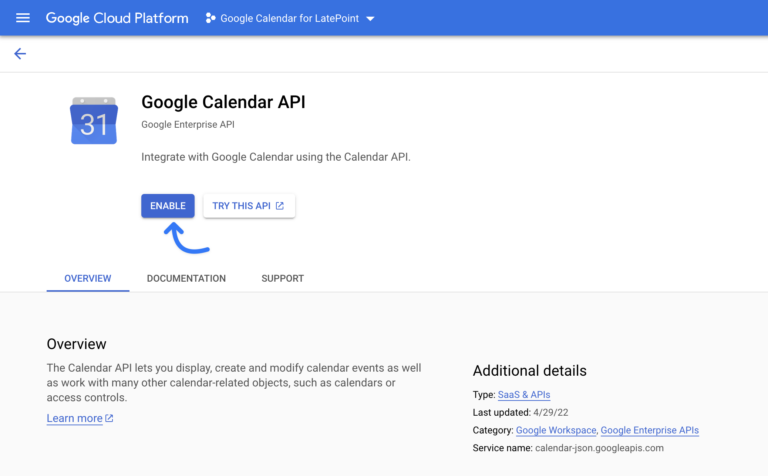 Google Cloud Platform
Google Calendar for LatePoint
31
Google Calendar API
Google Enterprise API
Integrate with Google Calendar using the Calendar API.
ENABLE
TRY THIS API
OVERVIEW
DOCUMENTATION
SUPPORT
Overview
The Calendar API lets you display, create and modify calendar events as well
as work with many other calendar-related objects, such as calendars or
access controls.
Learn more
Additional details
Type: SaaS & APIs
Last updated: 4/29/22
Category: Google Workspace, Google Enterprise APIs
Service name: calendar-json.googleapis.com